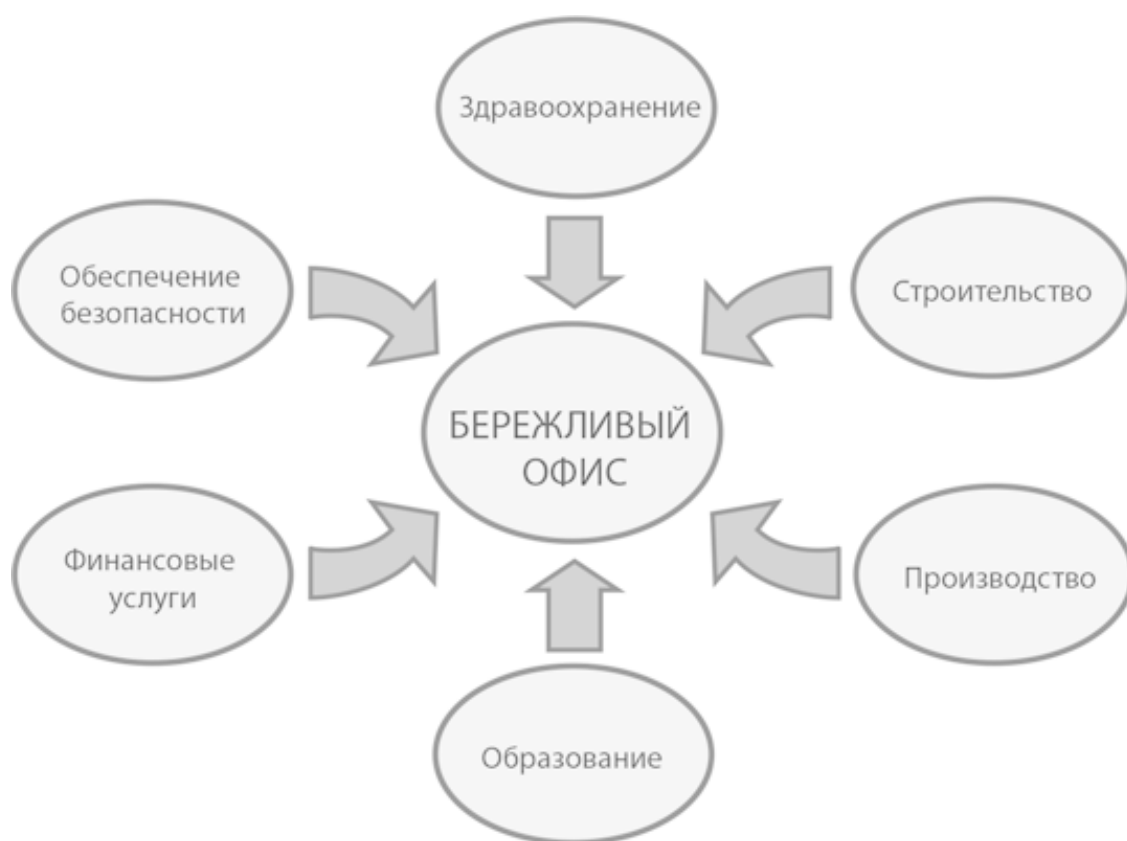 Здравоохранение
Обеспечение
безопасности
Строительство
БЕРЕЖЛИВЫЙ
ОФИС
Финансовые
услуги
Производство
Образование